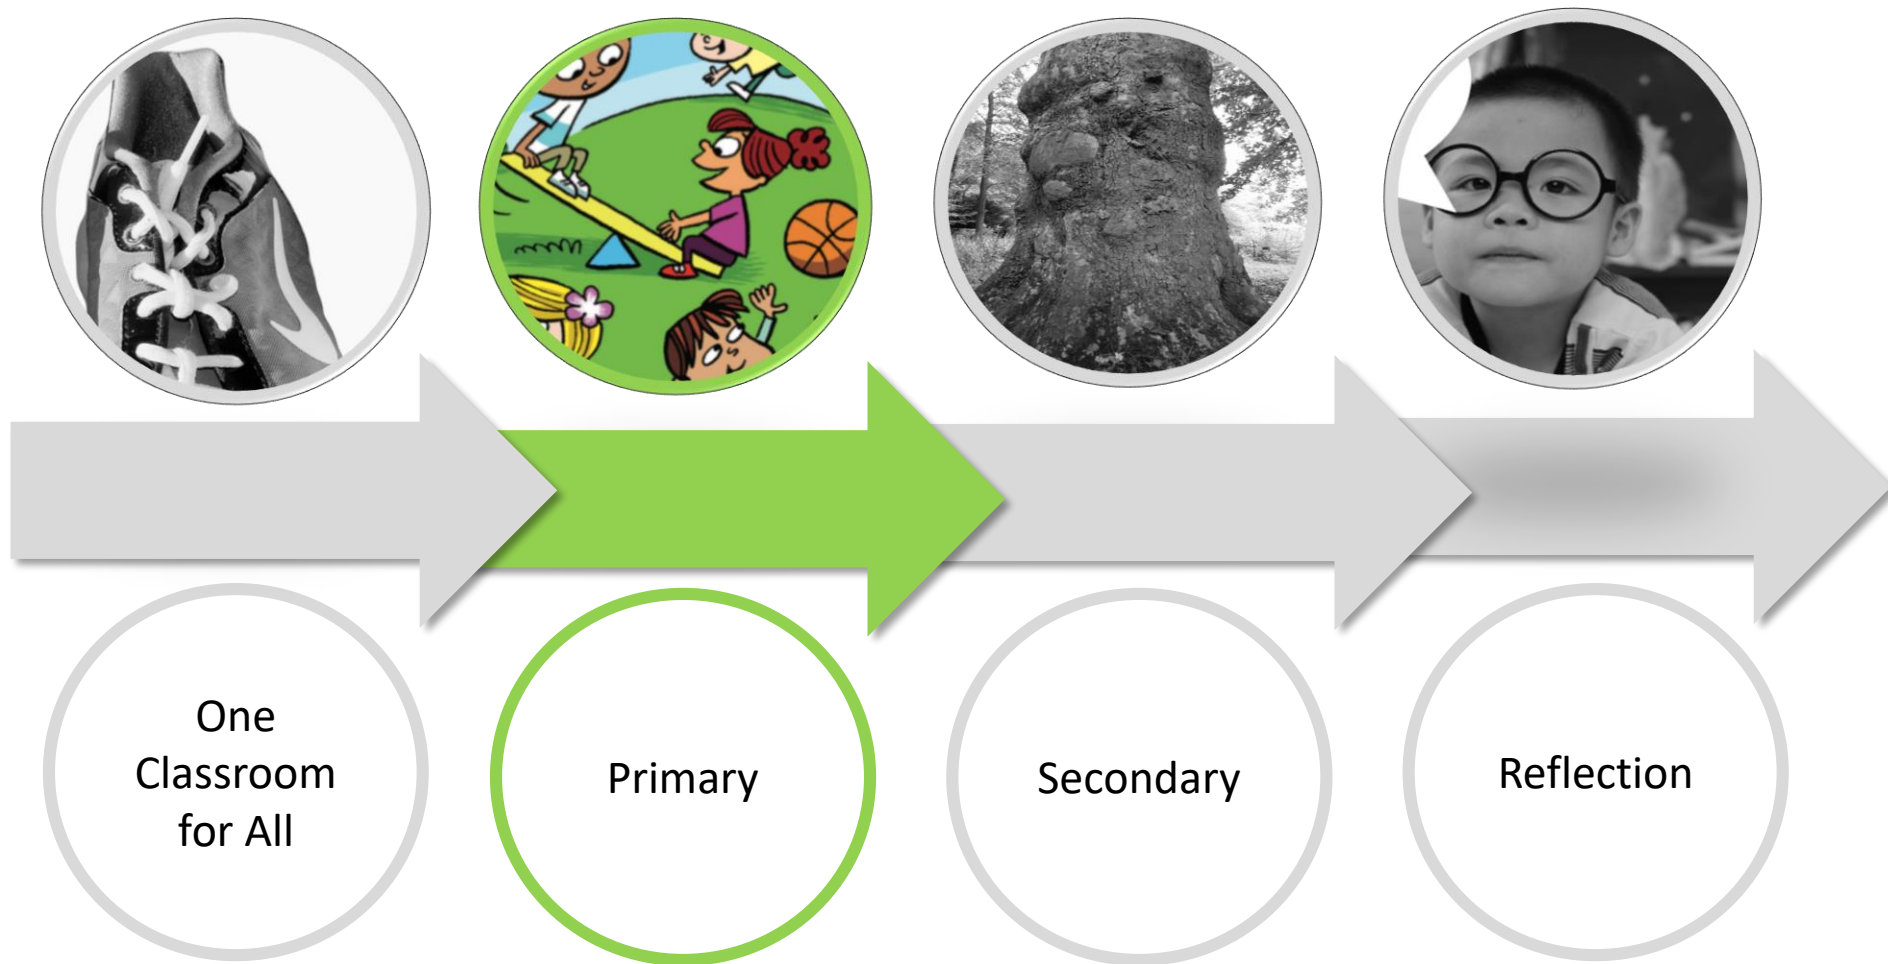 One
Classroom
for All
Primary
Secondary
Reflection